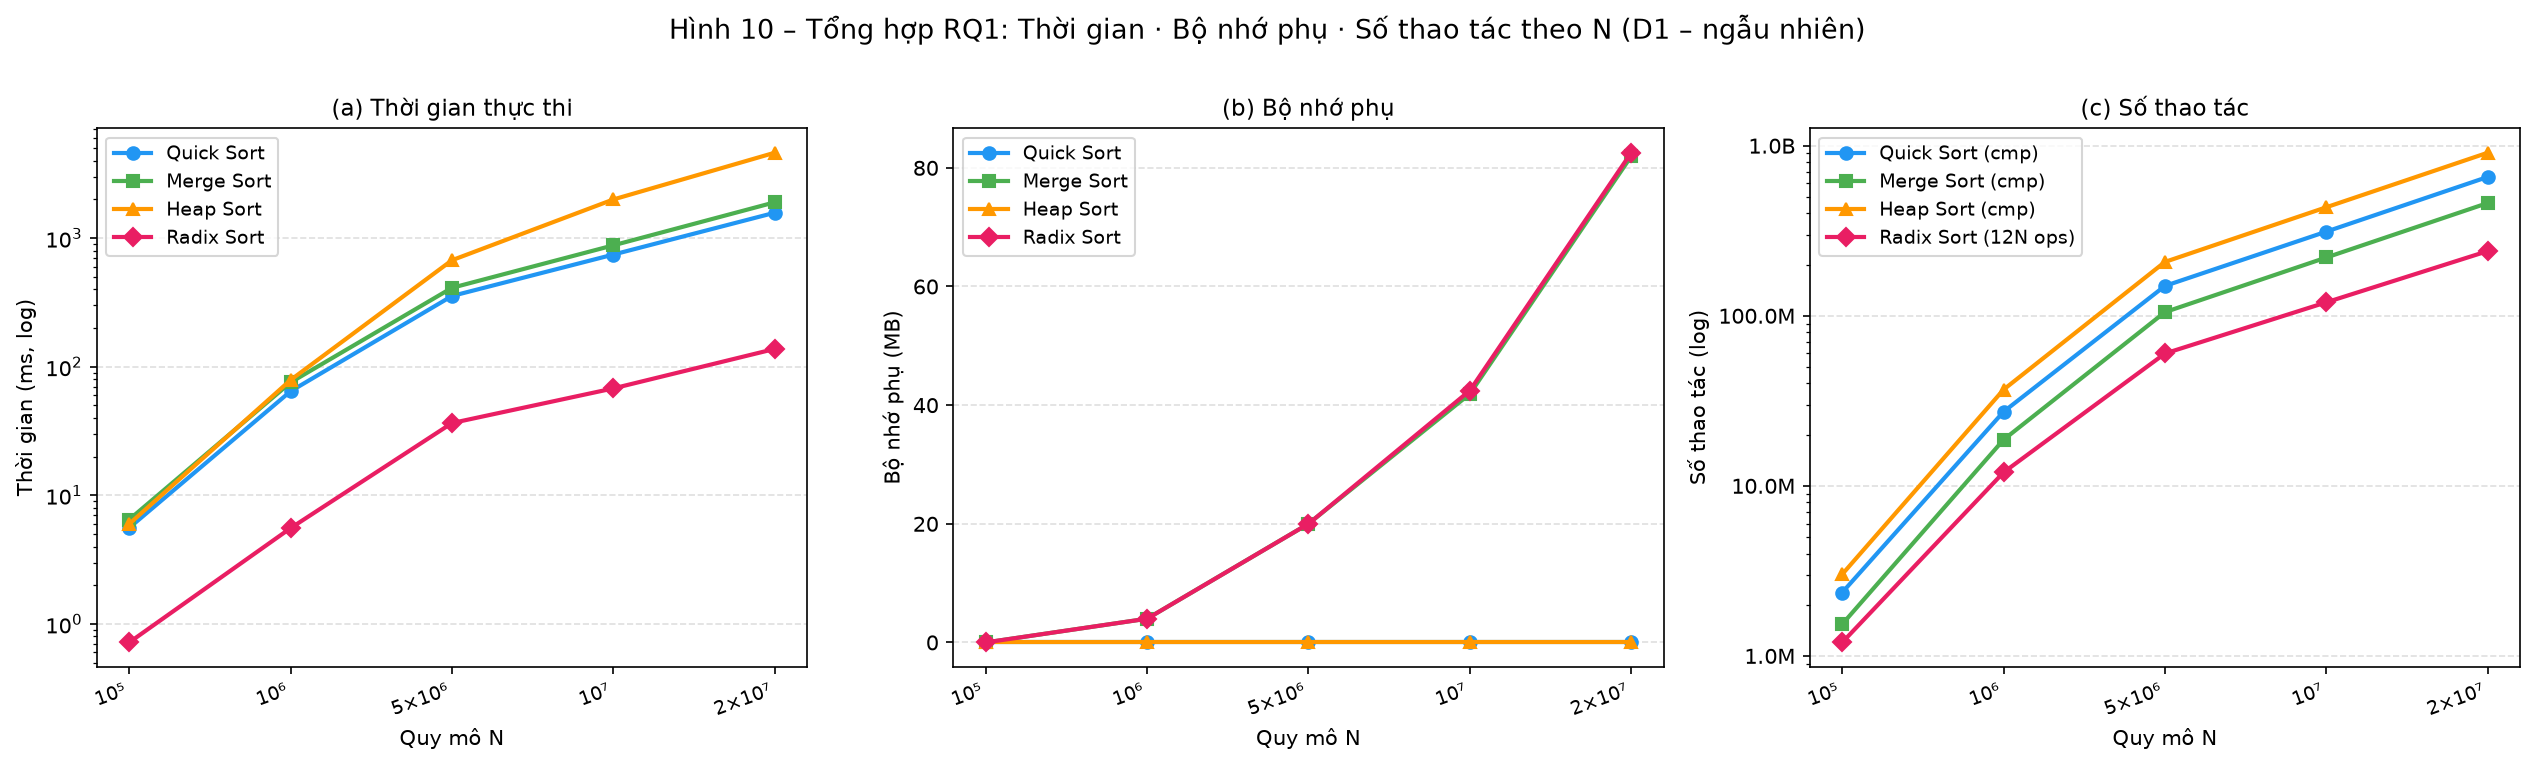 Hình 10 – Tổng hợp RQ1: Thời gian · Bộ nhớ phụ · Số thao tác theo N (D1 – ngẫu nhiên)
(a) Thời gian thực thi
Quick Sort
Merge Sort
Heap Sort
Radix Sort
Thời gian (ms, log)
10³
10²
10¹
10⁰
10⁵
10⁶
5×10⁶
10⁷
2×10⁷
Quy mô N
(b) Bộ nhớ phụ
Quick Sort
Merge Sort
Heap Sort
Radix Sort
Bộ nhớ phụ (MB)
80
60
40
20
0
10⁵
10⁶
5×10⁶
10⁷
2×10⁷
Quy mô N
(c) Số thao tác
Quick Sort (cmp)
Merge Sort (cmp)
Heap Sort (cmp)
Radix Sort (12N ops)
Số thao tác (log)
1.0B
100.0M
10.0M
1.0M
10⁵
10⁶
5×10⁶
10⁷
2×10⁷
Quy mô N